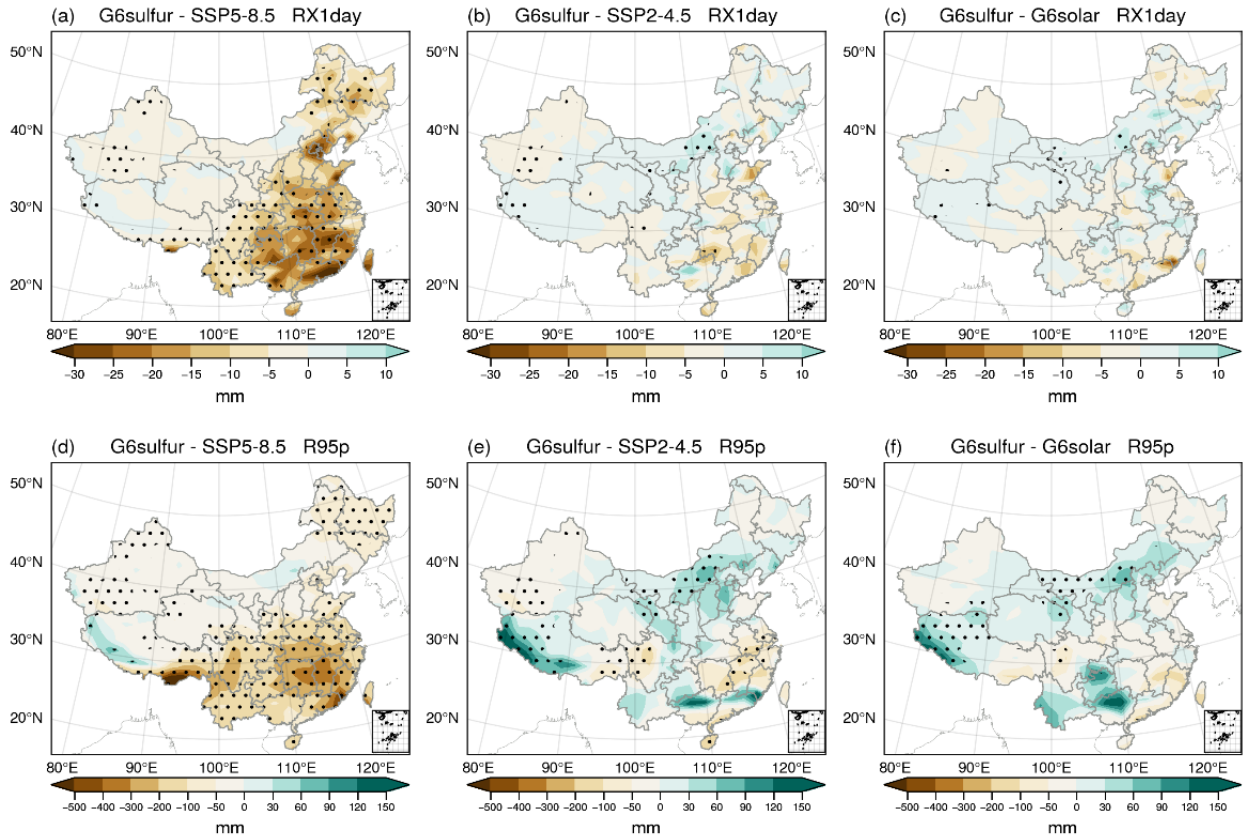 (a) G6sulfur - SSP5-8.5 RX1day
(b) G6sulfur - SSP2-4.5 RX1day
(c) G6sulfur - G6solar RX1day
50°N 50°N 50°N
40°N 40°N 40°N
30°N 30°N 30°N
20°N 20°N 20°N
80°E 90°E 100°E 110°E 120°E 80°E 90°E 100°E 110°E 120°E 80°E 90°E 100°E 110°E 120°E
−30 −25 −20 −15 −10 −5 0 5 10 −30 −25 −20 −15 −10 −5 0 5 10 −30 −25 −20 −15 −10 −5 0 5 10
mm mm mm
(d) G6sulfur - SSP5-8.5 R95p
(e) G6sulfur - SSP2-4.5 R95p
(f) G6sulfur - G6solar R95p
50°N 50°N 50°N
40°N 40°N 40°N
30°N 30°N 30°N
20°N 20°N 20°N
80°E 90°E 100°E 110°E 120°E 80°E 90°E 100°E 110°E 120°E 80°E 90°E 100°E 110°E 120°E
−500 −400 −300 −200 −100 0 30 60 90 120 150 −500 −400 −300 −200 −100 0 30 60 90 120 150 −500 −400 −300 −200 −100 0 30 60 90 120 150
mm mm mm